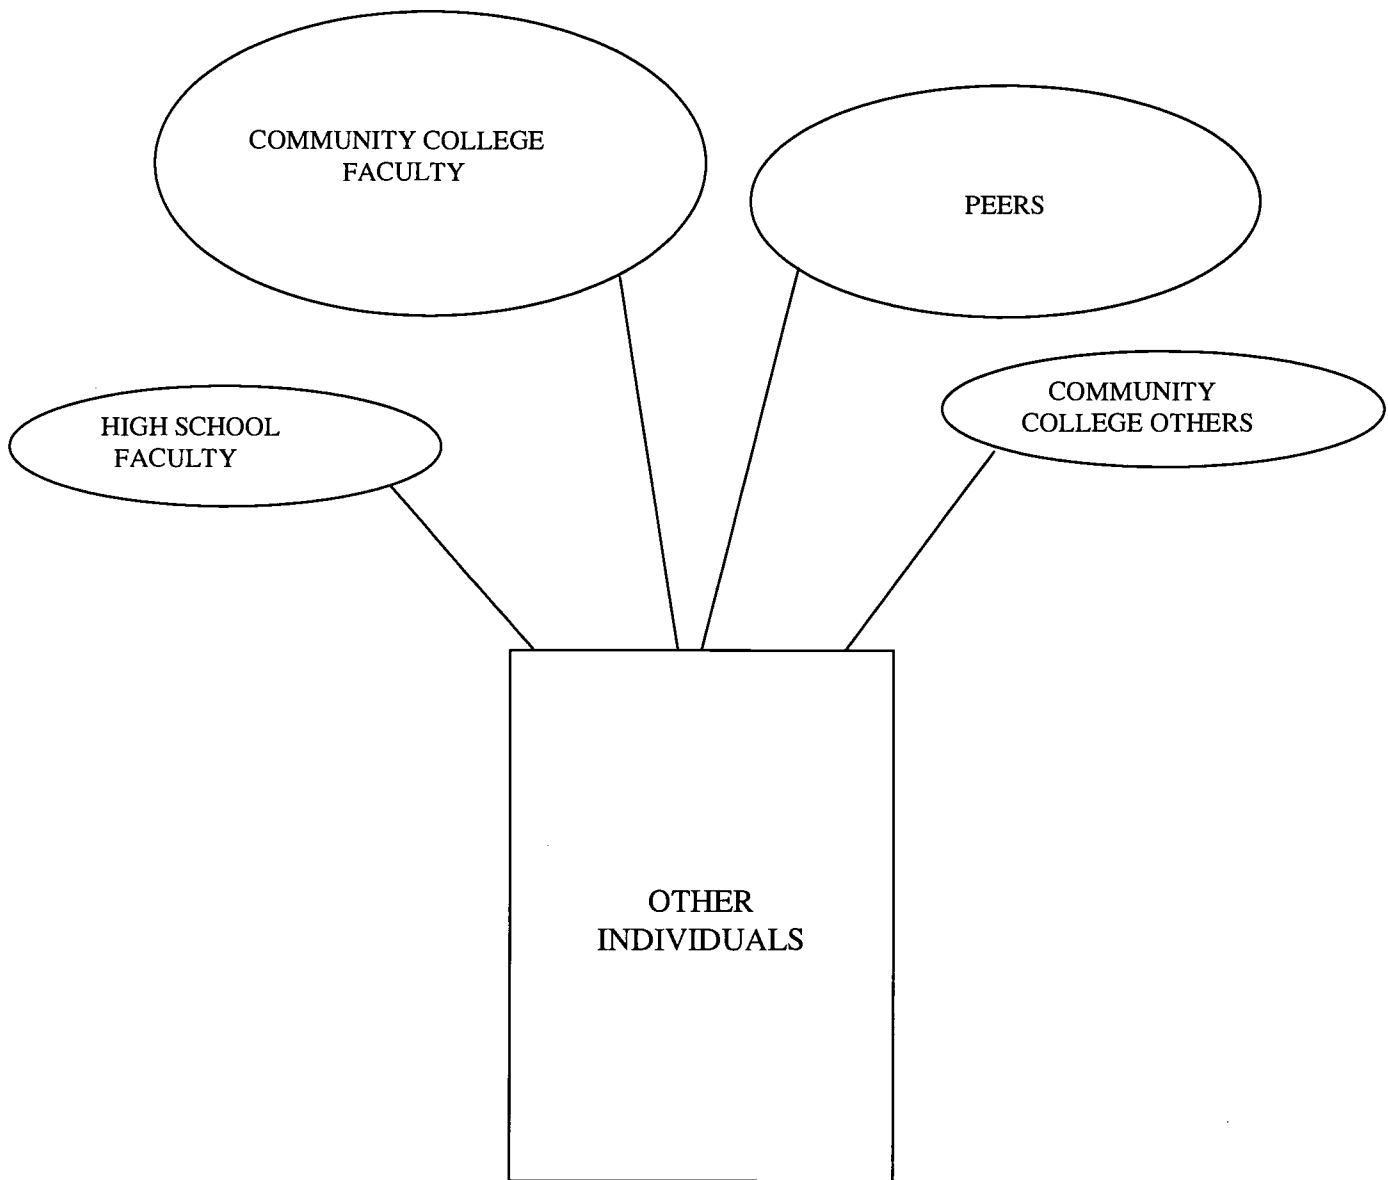 COMMUNITY COLLEGE
FACULTY
PEERS
HIGH SCHOOL
FACULTY
COMMUNITY
COLLEGE OTHERS
OTHER
INDIVIDUALS